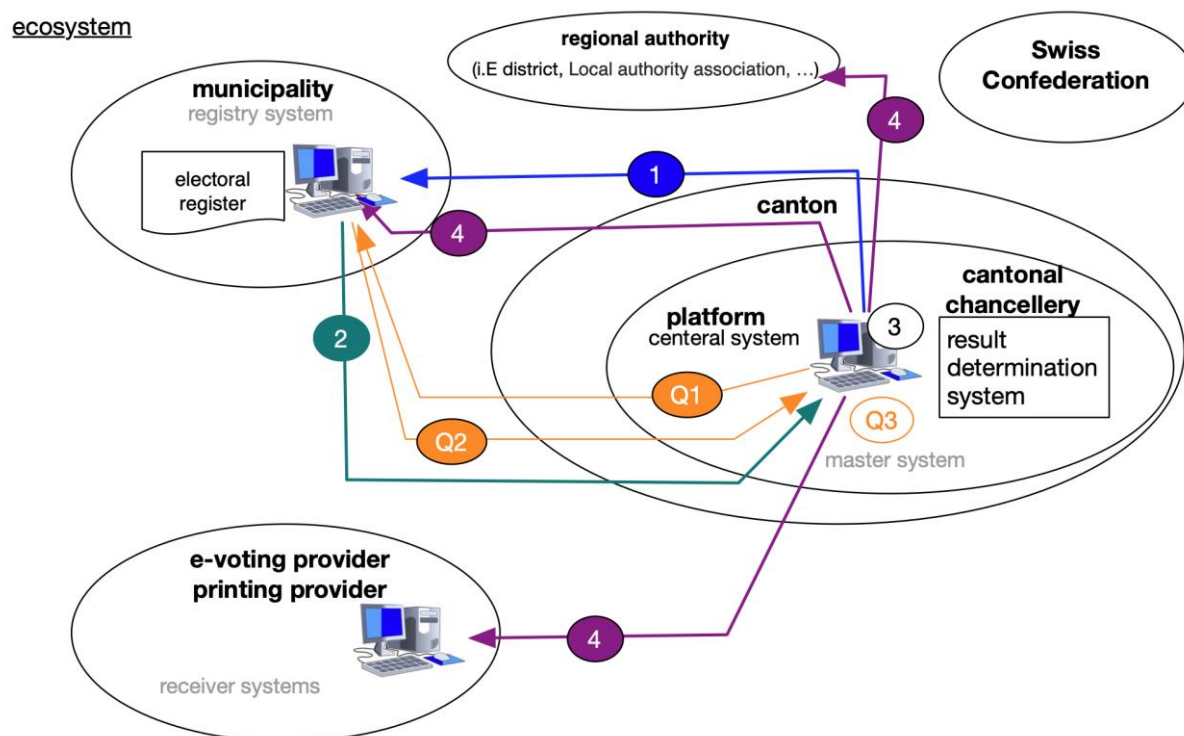 ecosystem
regional authority
(i.E district, Local authority association, …)
Swiss
Confederation
municipality
registry system
electoral
register
1
4
4
canton
cantonal
chancellery
platform
centeral system
3
result
determination
system
2
Q1
Q2
Q3
master system
e-voting provider
printing provider
4
receiver systems